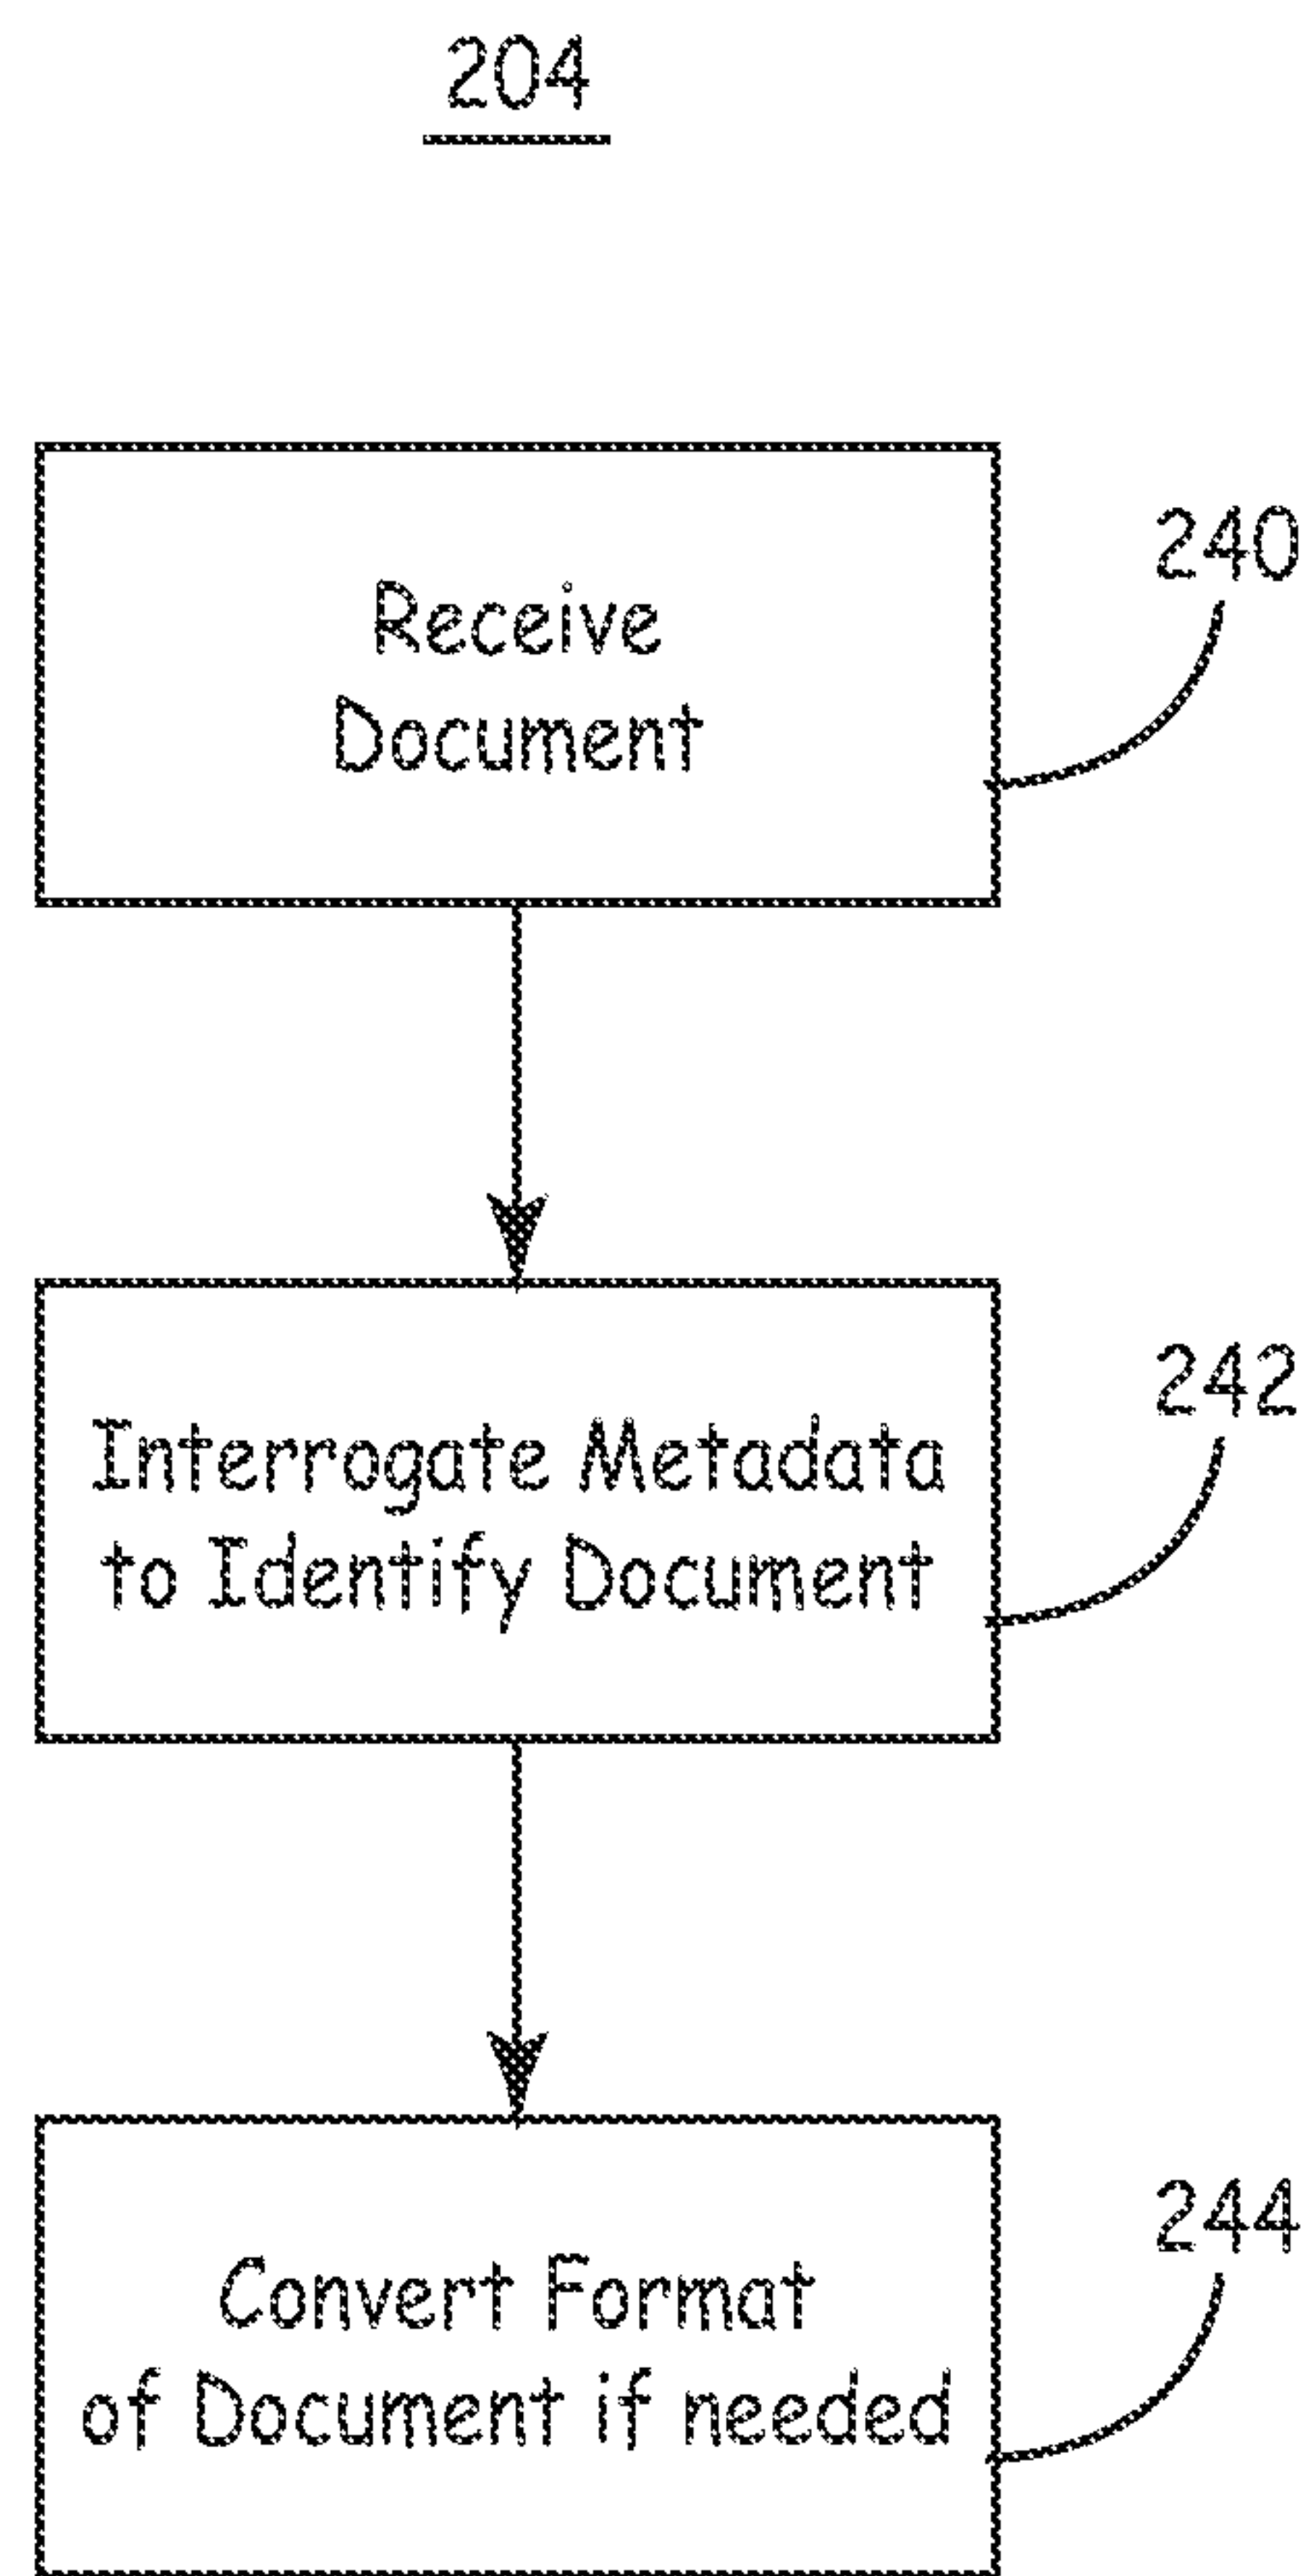 204
Receive
Document
240
Interrogate Metadata
to Identify Document
242
Convert Format
of Document if needed
244